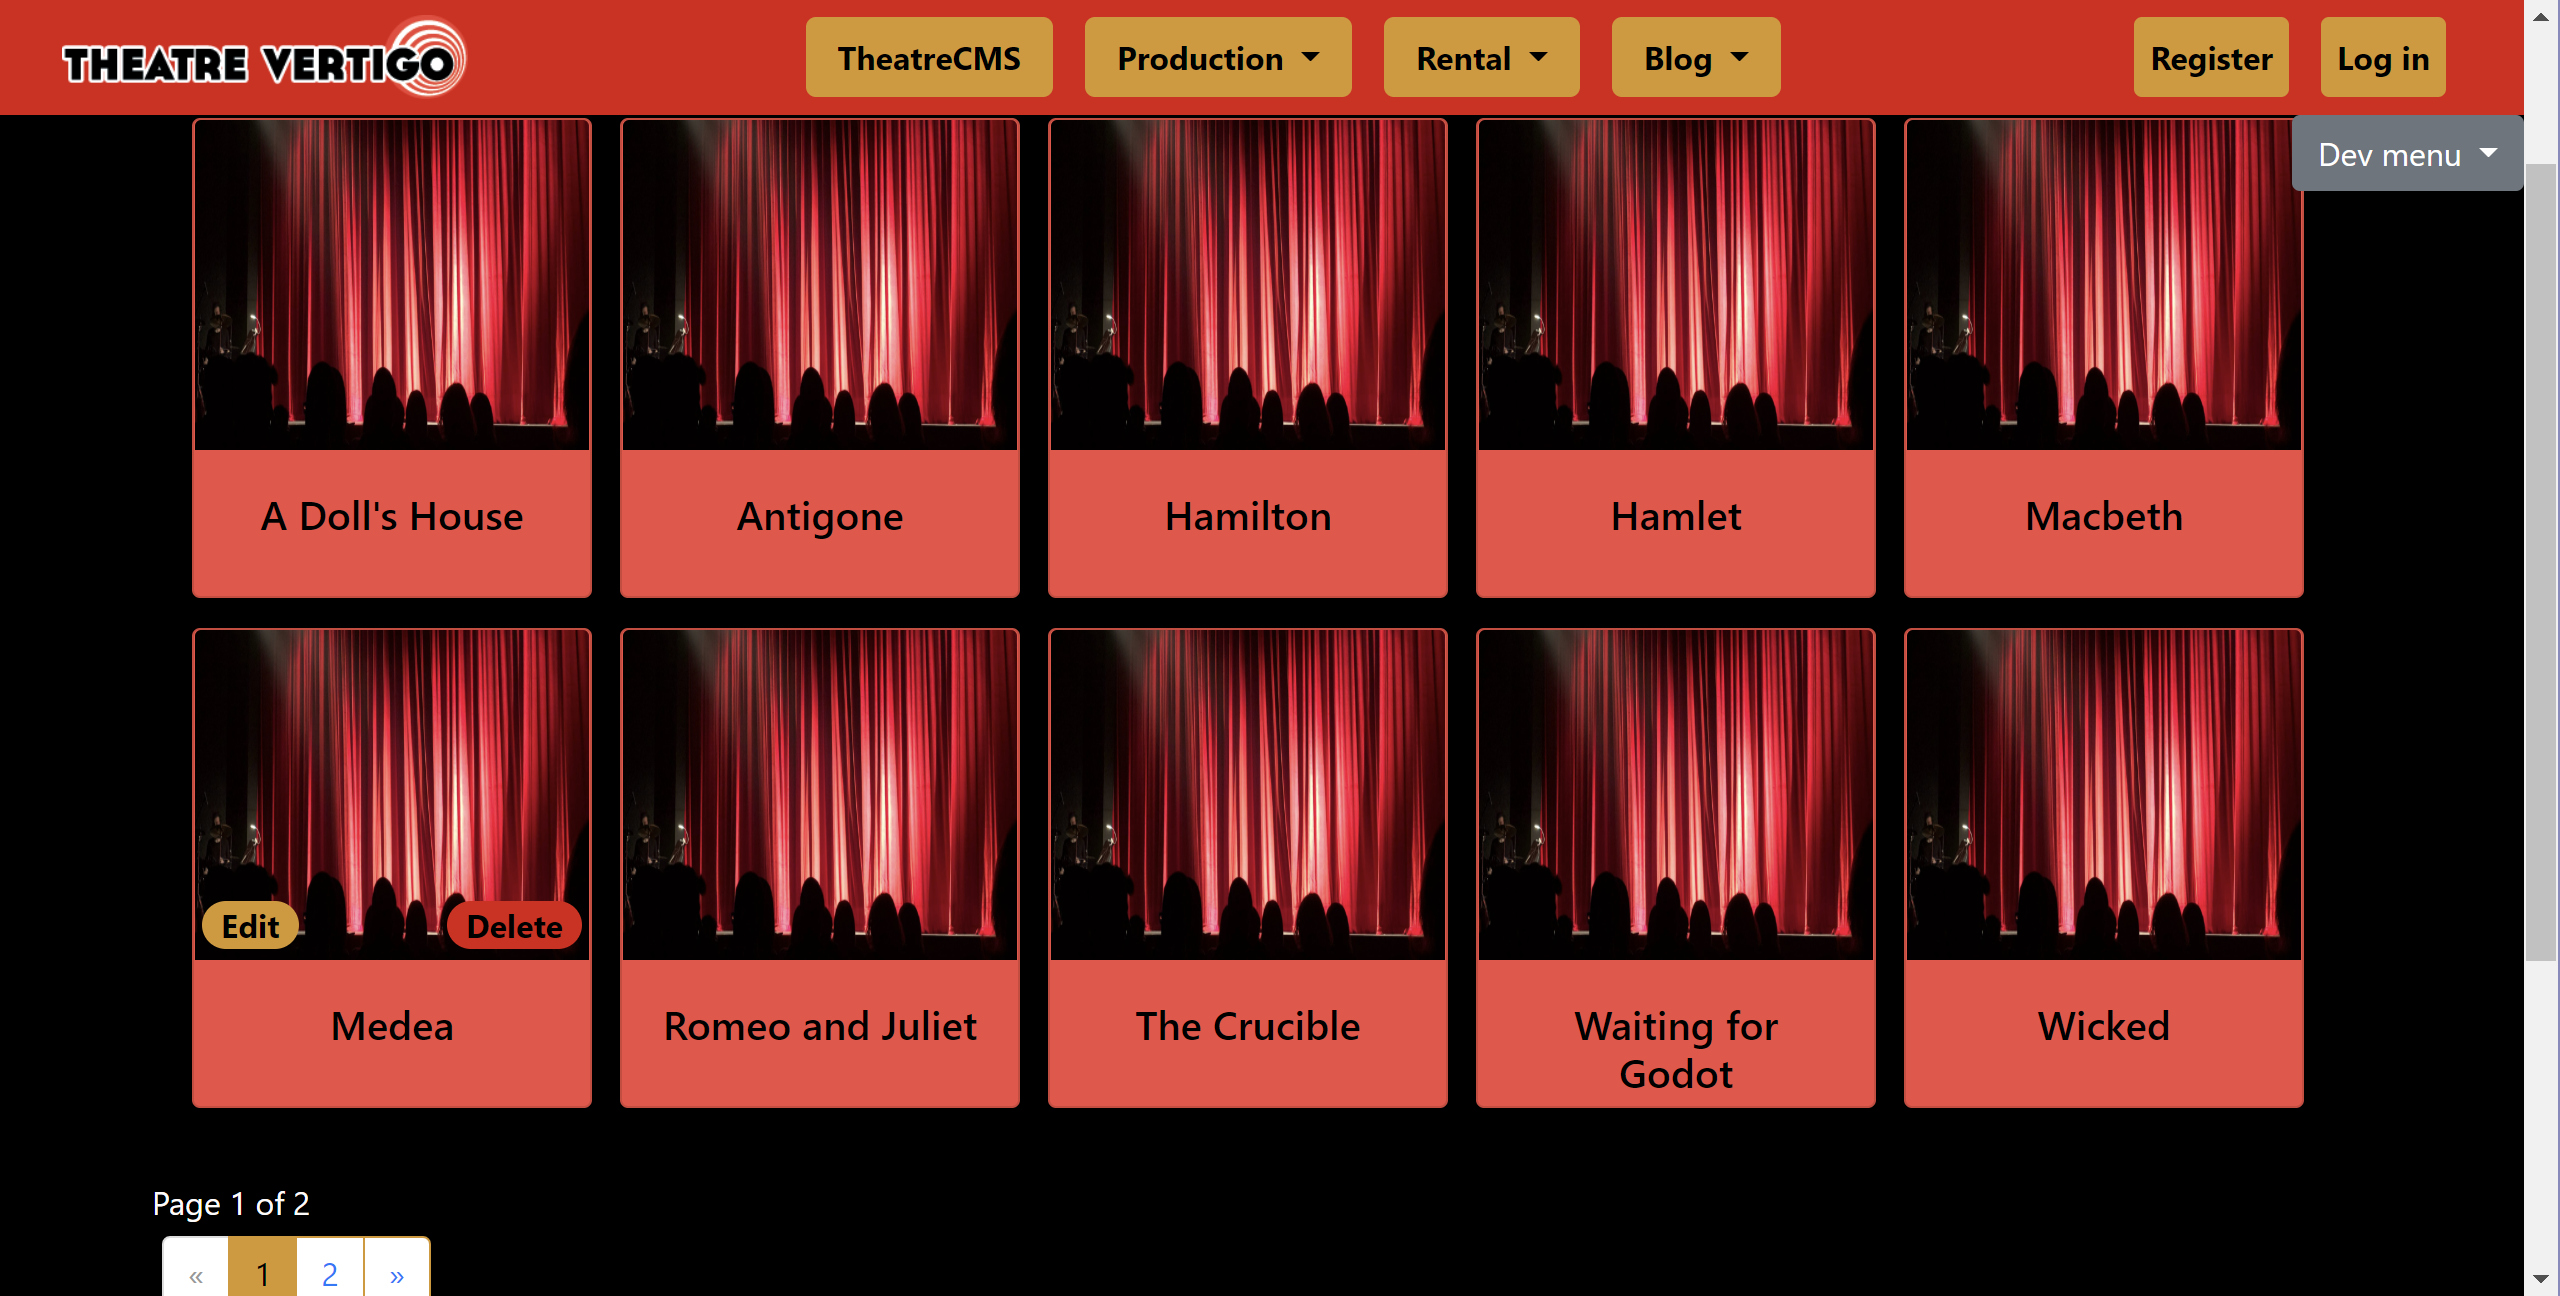 THEATRE VERTIGO
TheatreCMS
Production
Rental
Blog
Register
Log in
Dev menu
A Doll's House
Antigone
Hamilton
Hamlet
Macbeth
Edit
Delete
Medea
Romeo and Juliet
The Crucible
Waiting for
Godot
Wicked
Page 1 of 2
«
1
2
»